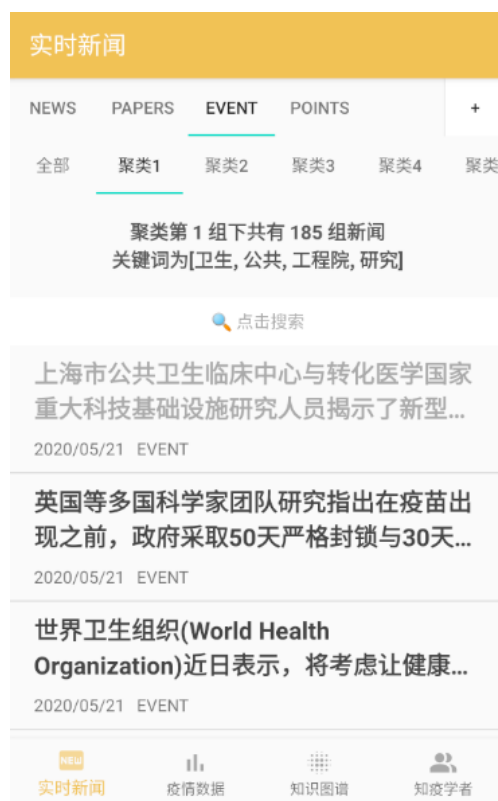 实时新闻
NEWS PAPERS EVENT POINTS +
全部 聚类1 聚类2 聚类3 聚类4 聚类
聚类第 1 组下共有 185 组新闻
关键词为[卫生, 公共, 工程院, 研究]
点击搜索
上海市公共卫生临床中心与转化医学国家
重大科技基础设施研究人员揭示了新型...
2020/05/21 EVENT
英国等多国科学家团队研究指出在疫苗出
现之前，政府采取50天严格封锁与30天...
2020/05/21 EVENT
世界卫生组织(World Health
Organization)近日表示，将考虑让健康...
2020/05/21 EVENT
NEW
实时新闻 疫情数据 知识图谱 知疫学者